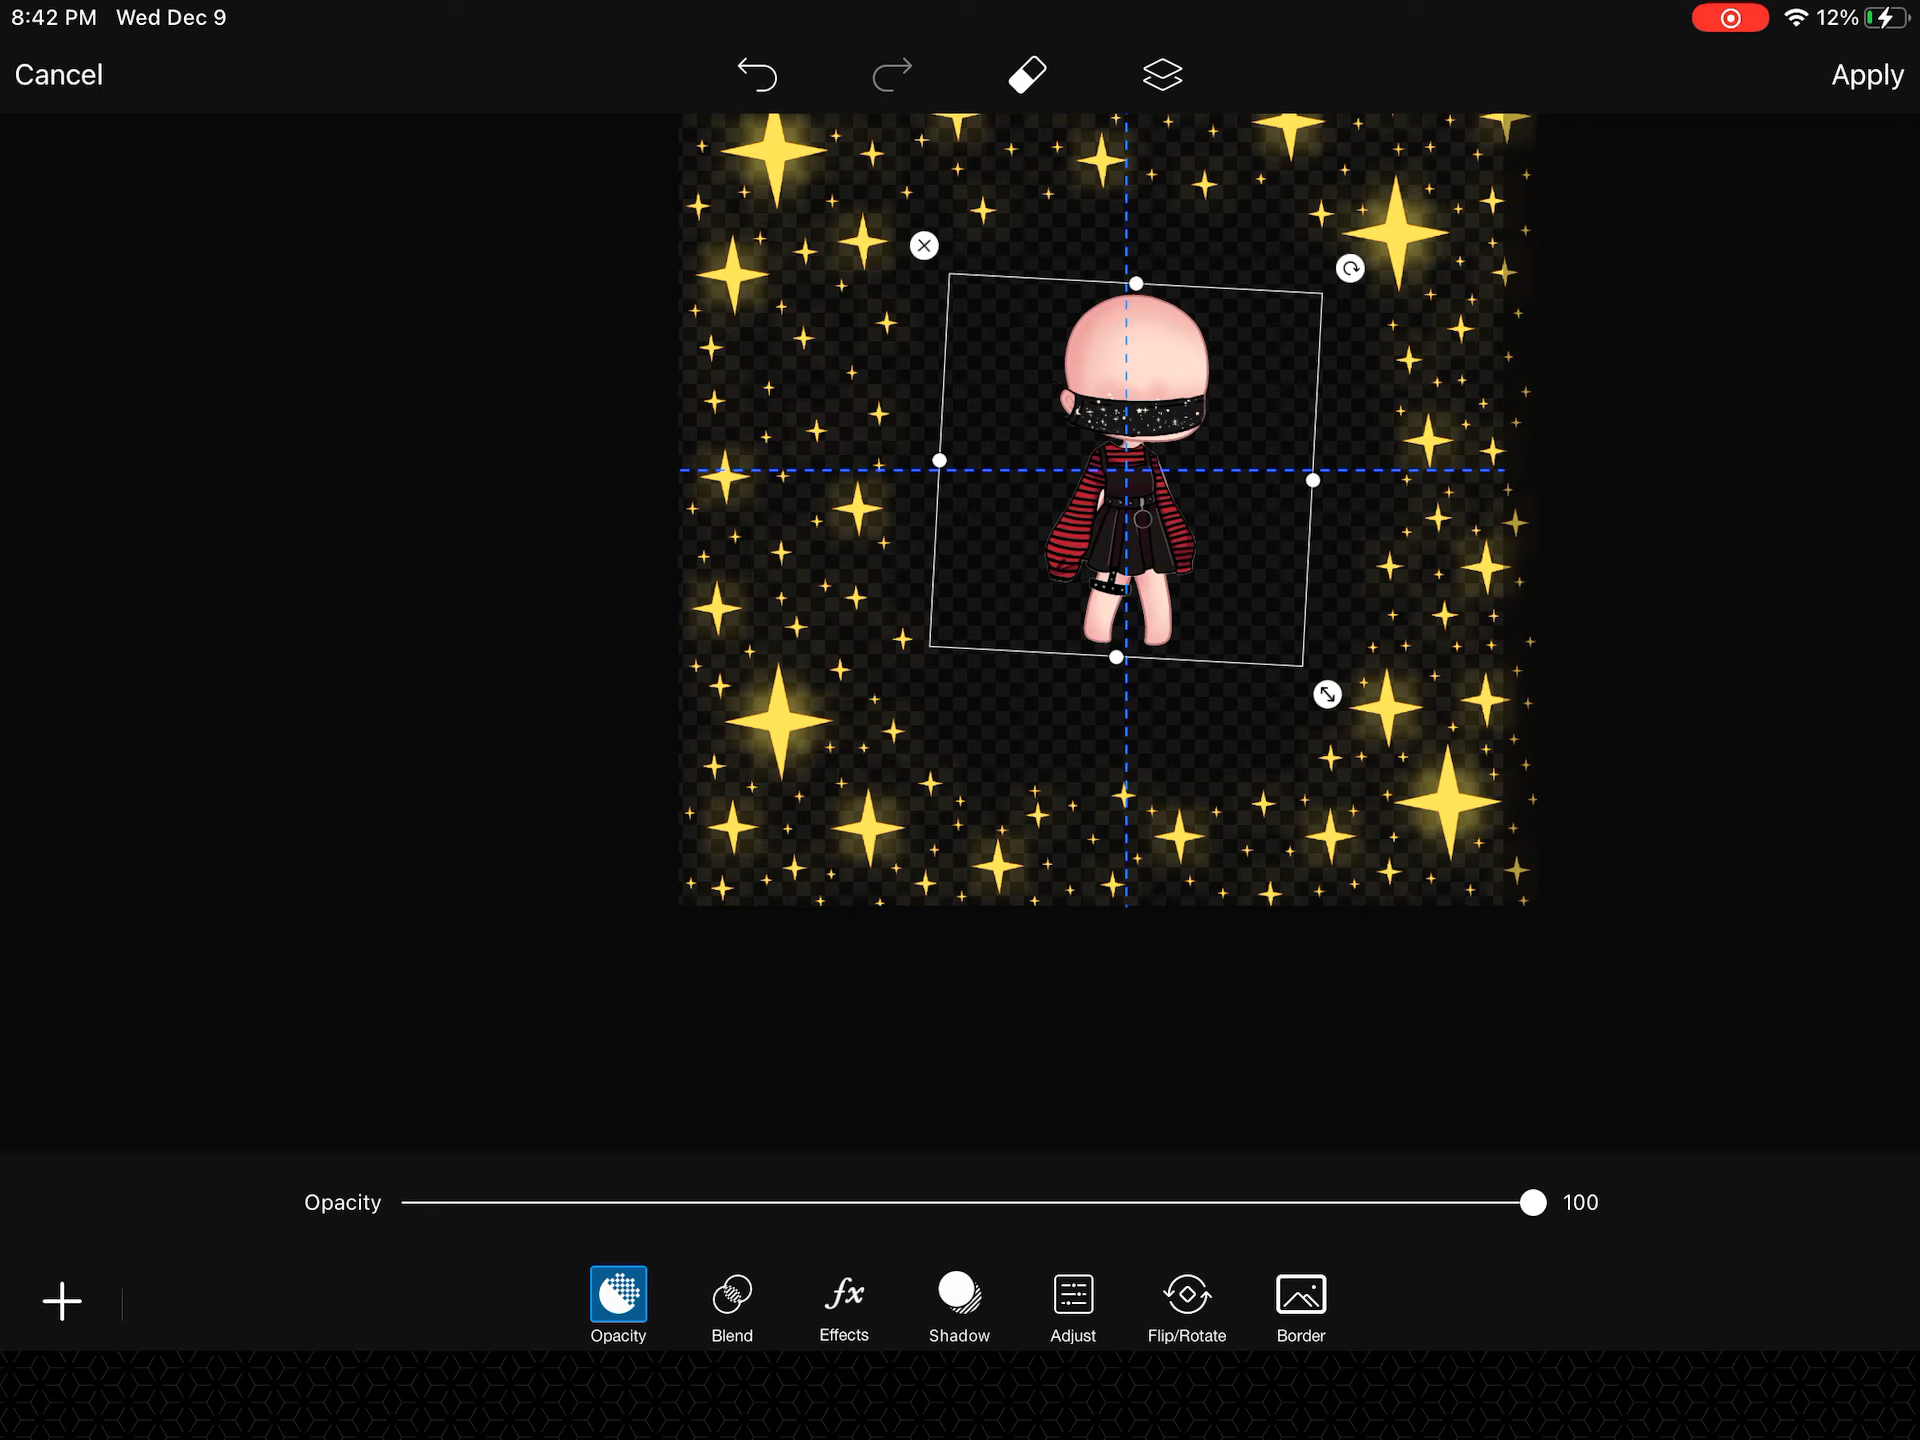 8:42 PM Wed Dec 9
12%
Cancel
Apply
Opacity 100
Opacity
Blend
fx
Effects
Shadow
Adjust
Flip/Rotate
Border